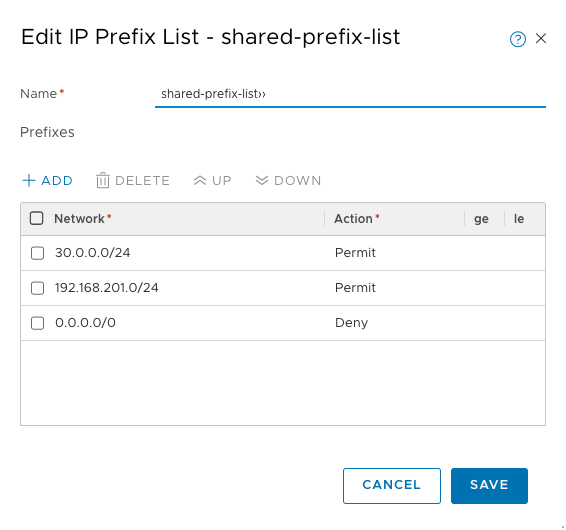 Edit IP Prefix List - shared-prefix-list
Name*
shared-prefix-list››
Prefixes
ADD DELETE UP DOWN
Network* Action* ge le
30.0.0.0/24 Permit
192.168.201.0/24 Permit
0.0.0.0/0 Deny
CANCEL SAVE